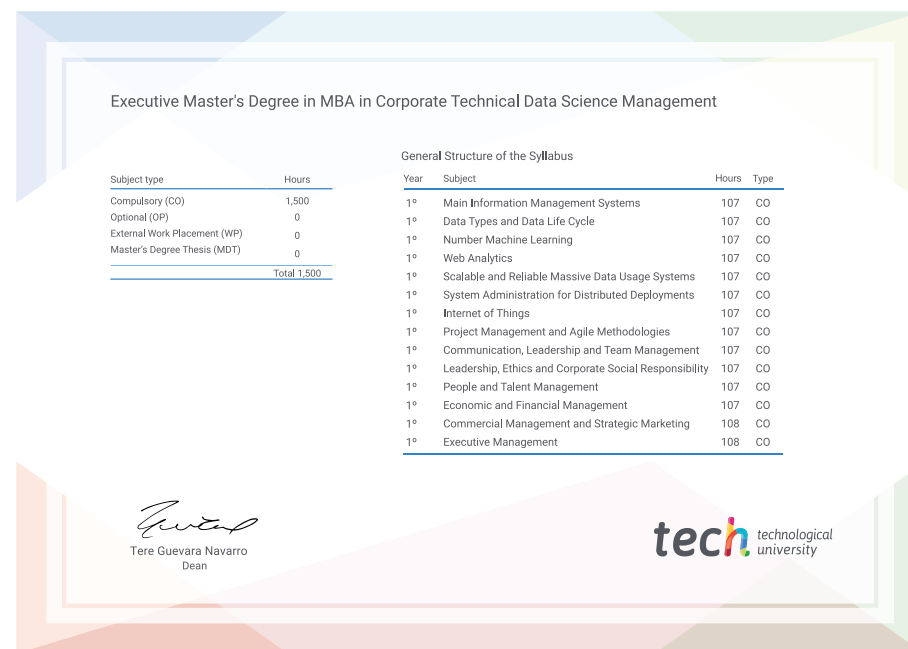 Executive Master's Degree in MBA in Corporate Technical Data Science Management
Subject type Hours
Compulsory (CO) 1,500
Optional (OP) 0
External Work Placement (WP) 0
Master's Degree Thesis (MDT) 0
Total 1,500
General Structure of the Syllabus
Year Subject Hours Type
1º Main Information Management Systems 107 CO
1º Data Types and Data Life Cycle 107 CO
1º Number Machine Learning 107 CO
1º Web Analytics 107 CO
1º Scalable and Reliable Massive Data Usage Systems 107 CO
1º System Administration for Distributed Deployments 107 CO
1º Internet of Things 107 CO
1º Project Management and Agile Methodologies 107 CO
1º Communication, Leadership and Team Management 107 CO
1º Leadership, Ethics and Corporate Social Responsibility 107 CO
1º People and Talent Management 107 CO
1º Economic and Financial Management 107 CO
1º Commercial Management and Strategic Marketing 108 CO
1º Executive Management 108 CO
Tere Guevara Navarro
Dean
tech technological
university